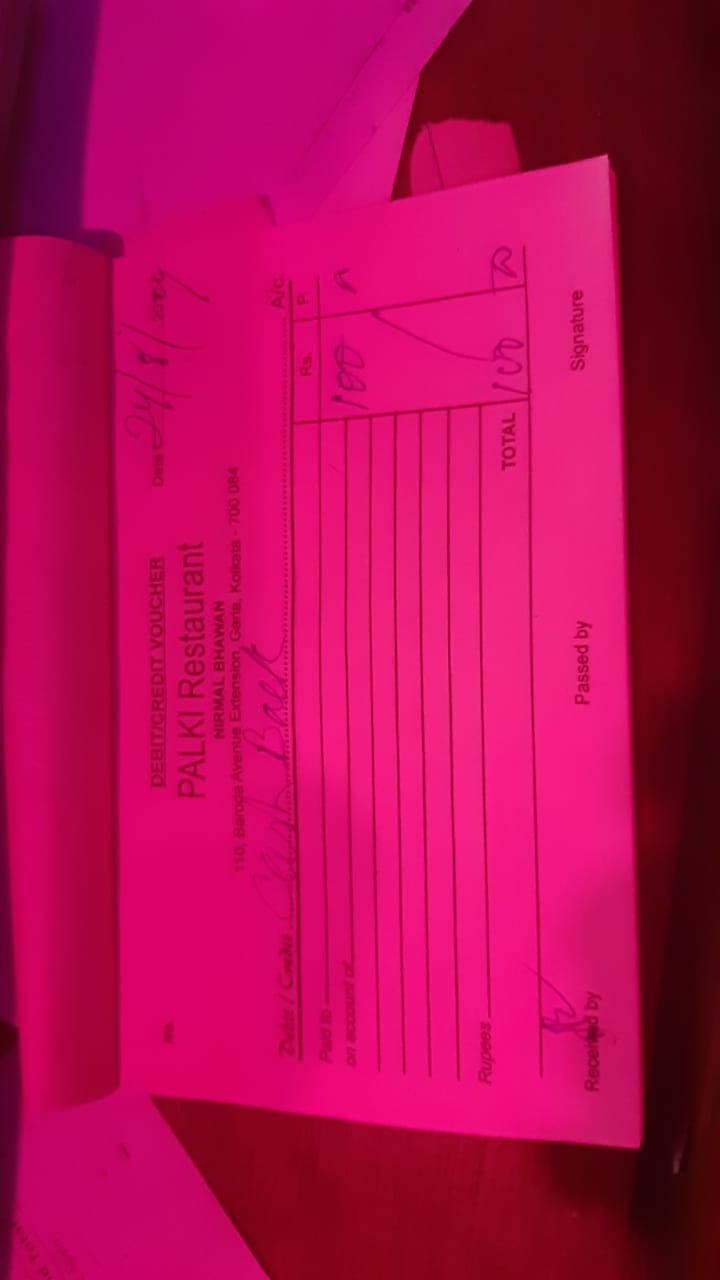 DEBIT/CREDIT VOUCHER
PALKI Restaurant
NIRMAL BHAWAN
110, Baroda Avenue Extension, Garia, Kolkata - 700 084
No.
Date 24/8/2024
Debit / Credit Cash Back A/c.
Rs. P.
Paid to 100
on account of
Rupees
TOTAL 100
Received by Passed by Signature